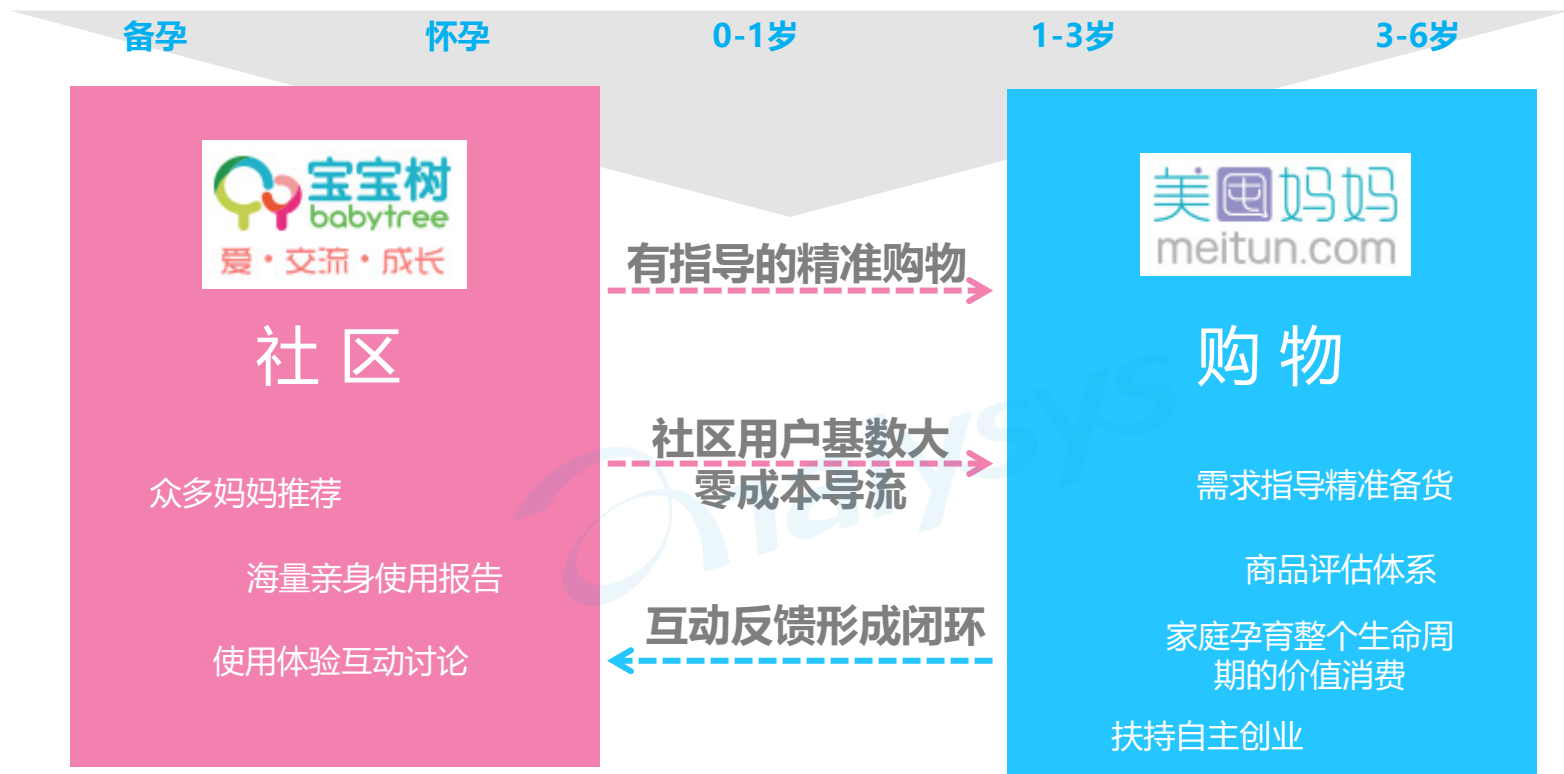 备孕
怀孕
0-1岁
1-3岁
3-6岁
宝宝树
babytree
爱·交流·成长
社区
众多妈妈推荐
海量亲身使用报告
使用体验互动讨论
有指导的精准购物
社区用户基数大
零成本导流
互动反馈形成闭环
美囤妈妈
meitun.com
购物
需求指导精准备货
商品评估体系
家庭孕育整个生命周
期的价值消费
扶持自主创业
analysys